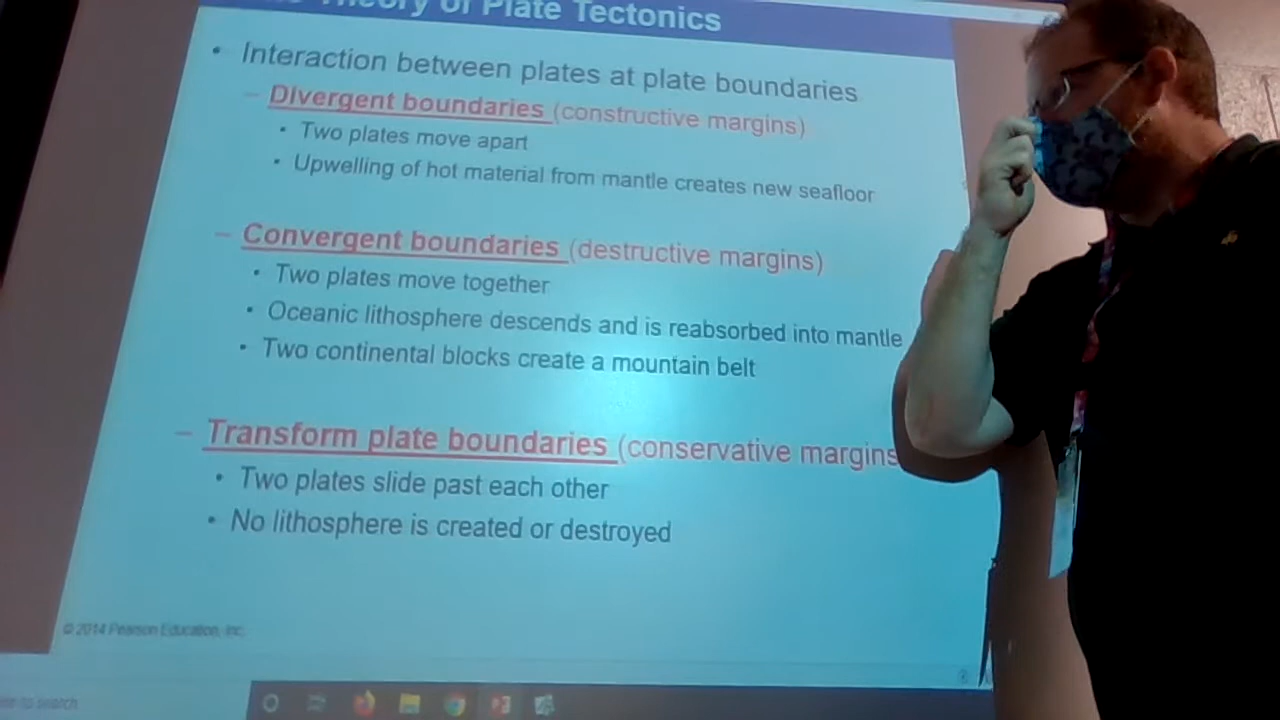 Theory of Plate Tectonics
• Interaction between plates at plate boundaries
– Divergent boundaries (constructive margins)
• Two plates move apart
• Upwelling of hot material from mantle creates new seafloor
– Convergent boundaries (destructive margins)
• Two plates move together
• Oceanic lithosphere descends and is reabsorbed into mantle
• Two continental blocks create a mountain belt
– Transform plate boundaries (conservative margins
• Two plates slide past each other
• No lithosphere is created or destroyed
© 2014 Pearson Education, Inc.
to search